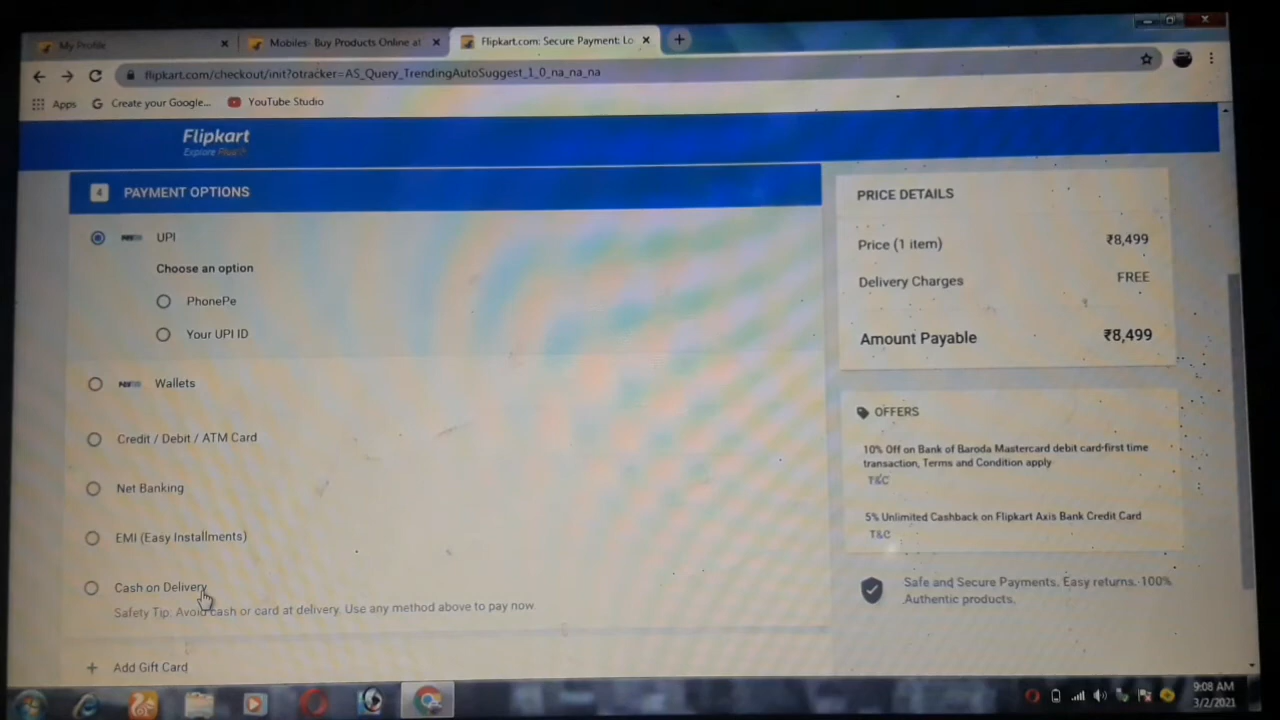 My Profile
Mobiles- Buy Products Online at
Flipkart.com: Secure Payment: Lo
flipkart.com/checkout/init?otracker=AS_Query_TrendingAutoSuggest_1_0_na_na_na
Apps
Create your Google...
YouTube Studio
Flipkart
Explore Plus
4 PAYMENT OPTIONS
UPI
Choose an option
PhonePe
Your UPI ID
Wallets
Credit / Debit / ATM Card
Net Banking
EMI (Easy Installments)
Cash on Delivery
Safety Tip: Avoid cash or card at delivery. Use any method above to pay now.
+ Add Gift Card
PRICE DETAILS
Price (1 item) ₹8,499
Delivery Charges FREE
Amount Payable ₹8,499
OFFERS
10% Off on Bank of Baroda Mastercard debit card-first time
transaction, Terms and Condition apply
T&C
5% Unlimited Cashback on Flipkart Axis Bank Credit Card
T&C
Safe and Secure Payments. Easy returns. 100%
Authentic products.
9:08 AM
3/2/2021